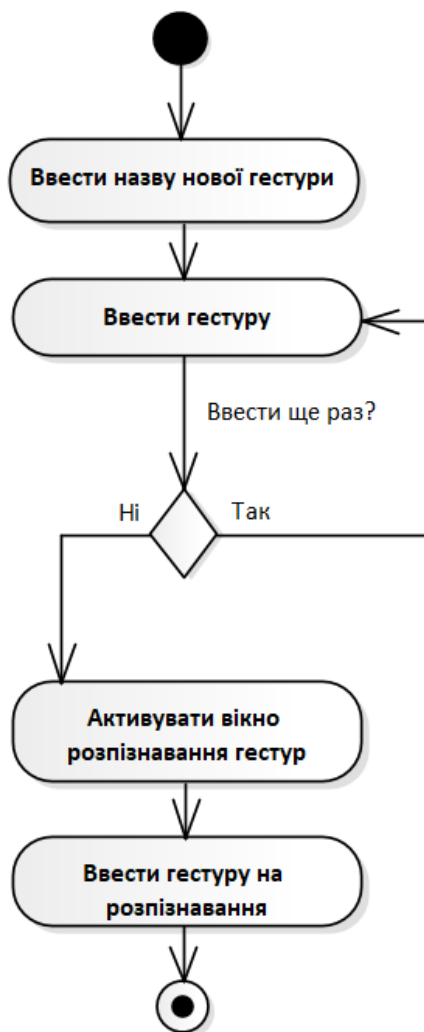 Ввести назву нової гестури
Ввести гестуру
Ввести ще раз?
Ні
Так
Активувати вікно
розпізнавання гестур
Ввести гестуру на
розпізнавання